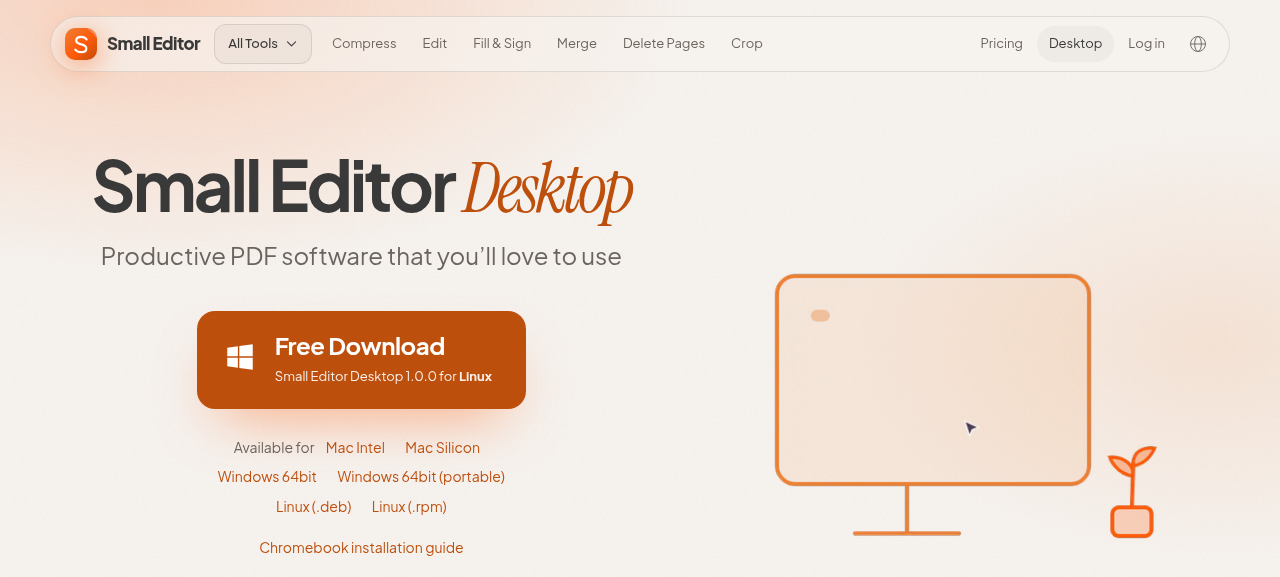 S Small Editor All Tools Compress Edit Fill & Sign Merge Delete Pages Crop Pricing Desktop Log in
Small Editor Desktop
Productive PDF software that you’ll love to use
Free Download
Small Editor Desktop 1.0.0 for Linux
Available for Mac Intel Mac Silicon
Windows 64bit Windows 64bit (portable)
Linux (.deb) Linux (.rpm)
Chromebook installation guide